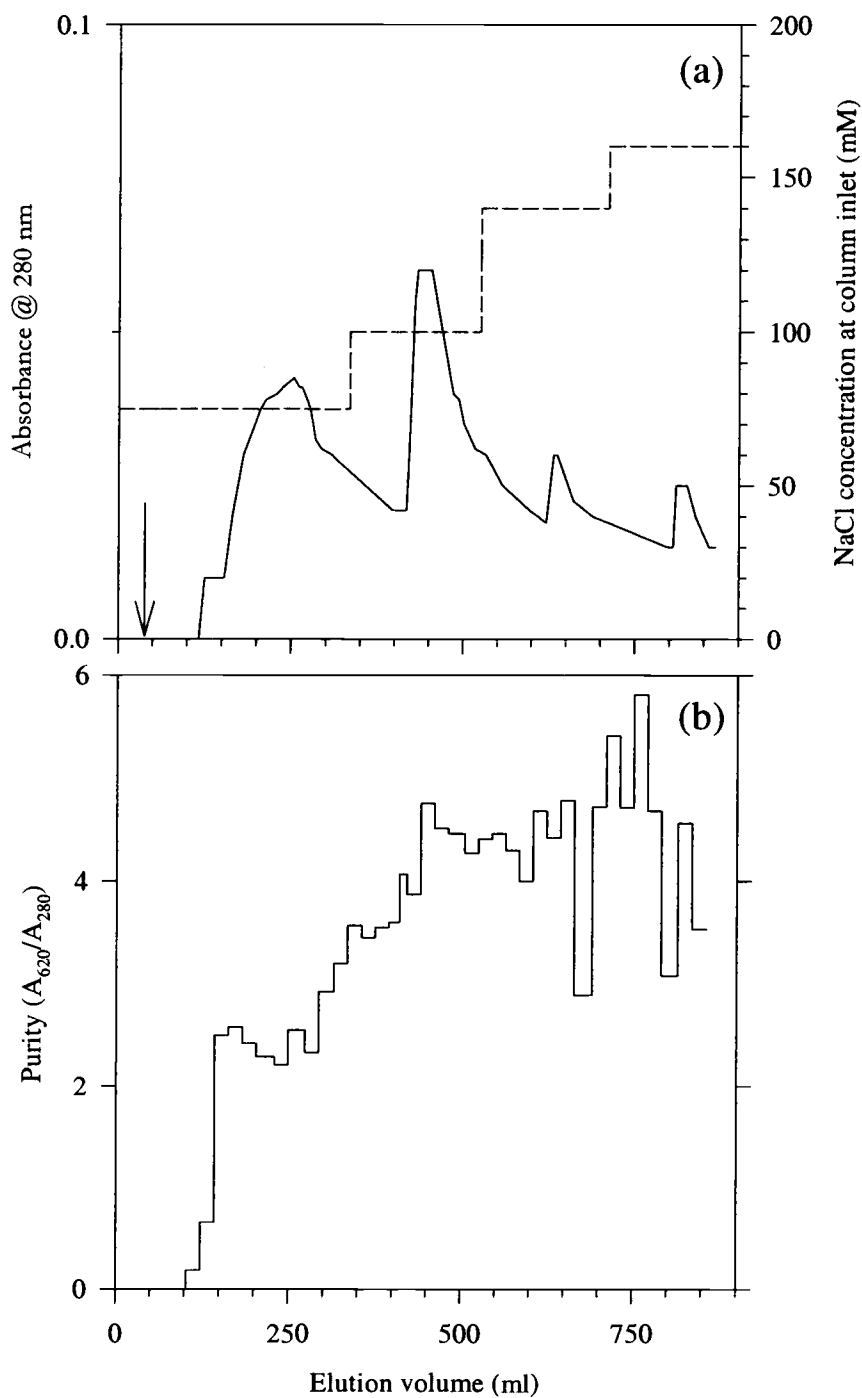 (a)
0.1
0.0
Absorbance @ 280 nm
200
150
100
50
0
NaCl concentration at column inlet (mM)
(b)
6
4
2
0
Purity (A620/A280)
0 250 500 750
Elution volume (ml)